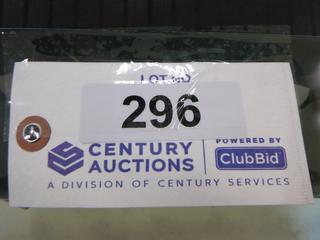 LOT NO
296
CENTURY
AUCTIONS
POWERED BY
ClubBid
A DIVISION OF CENTURY SERVICES